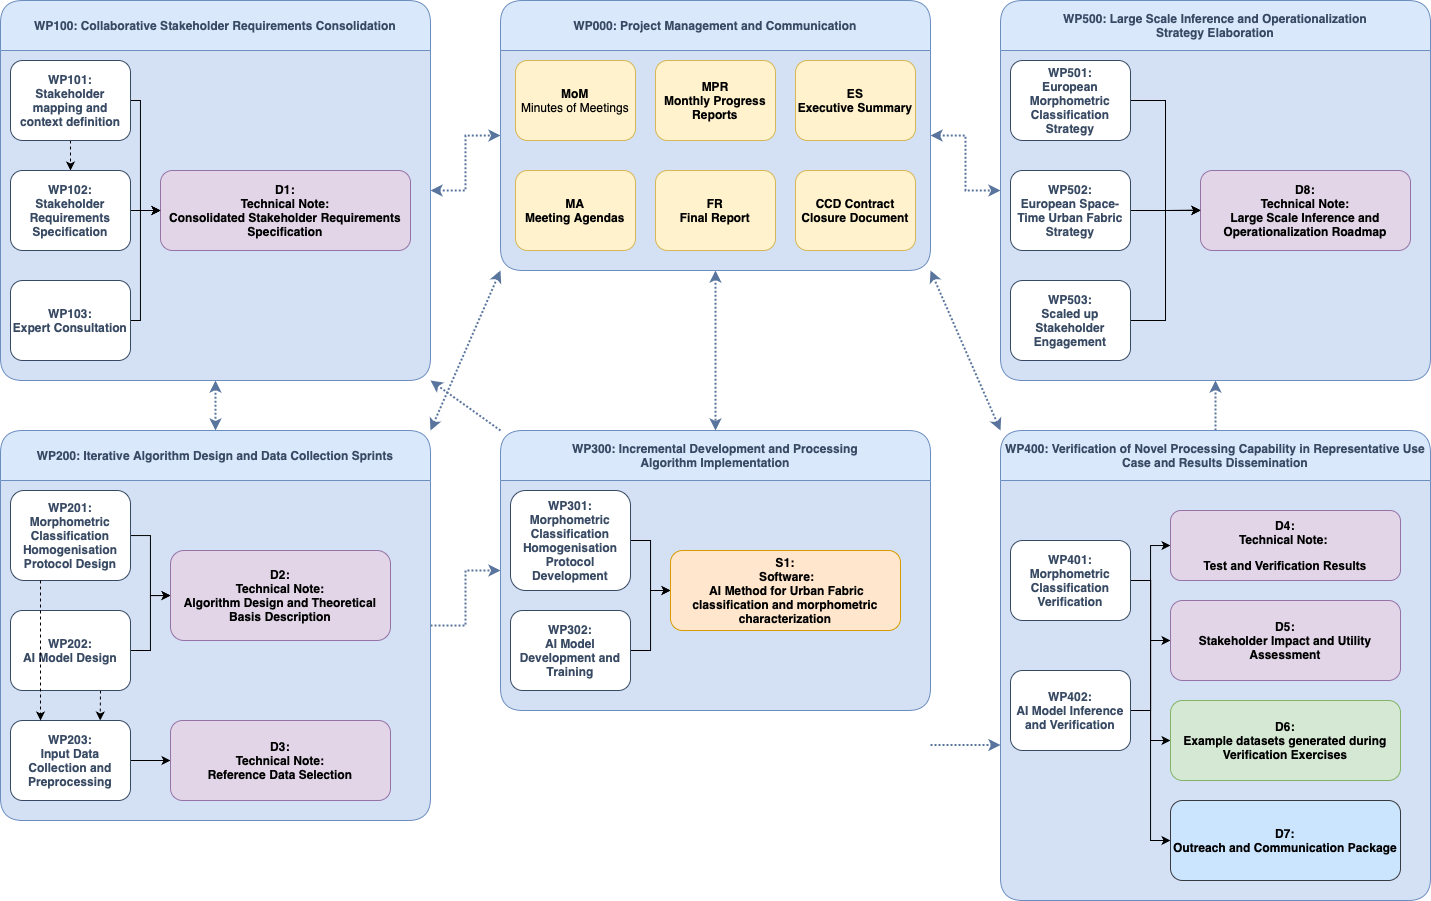 WP100: Collaborative Stakeholder Requirements Consolidation
WP101:
Stakeholder
mapping and
context definition
WP102:
Stakeholder
Requirements
Specification
WP103:
Expert Consultation
D1:
Technical Note:
Consolidated Stakeholder Requirements
Specification
WP000: Project Management and Communication
MoM
Minutes of Meetings
MPR
Monthly Progress
Reports
ES
Executive Summary
MA
Meeting Agendas
FR
Final Report
CCD Contract
Closure Document
WP500: Large Scale Inference and Operationalization
Strategy Elaboration
WP501:
European
Morphometric
Classification
Strategy
WP502:
European Space-
Time Urban Fabric
Strategy
WP503:
Scaled up
Stakeholder
Engagement
D8:
Technical Note:
Large Scale Inference and
Operationalization Roadmap
WP200: Iterative Algorithm Design and Data Collection Sprints
WP201:
Morphometric
Classification
Homogenisation
Protocol Design
WP202:
AI Model Design
WP203:
Input Data
Collection and
Preprocessing
D2:
Technical Note:
Algorithm Design and Theoretical
Basis Description
D3:
Technical Note:
Reference Data Selection
WP300: Incremental Development and Processing
Algorithm Implementation
WP301:
Morphometric
Classification
Homogenisation
Protocol
Development
WP302:
AI Model
Development and
Training
S1:
Software:
AI Method for Urban Fabric
classification and morphometric
characterization
WP400: Verification of Novel Processing Capability in Representative Use
Case and Results Dissemination
WP401:
Morphometric
Classification
Verification
WP402:
AI Model Inference
and Verification
D4:
Technical Note:
Test and Verification Results
D5:
Stakeholder Impact and Utility
Assessment
D6:
Example datasets generated during
Verification Exercises
D7:
Outreach and Communication Package